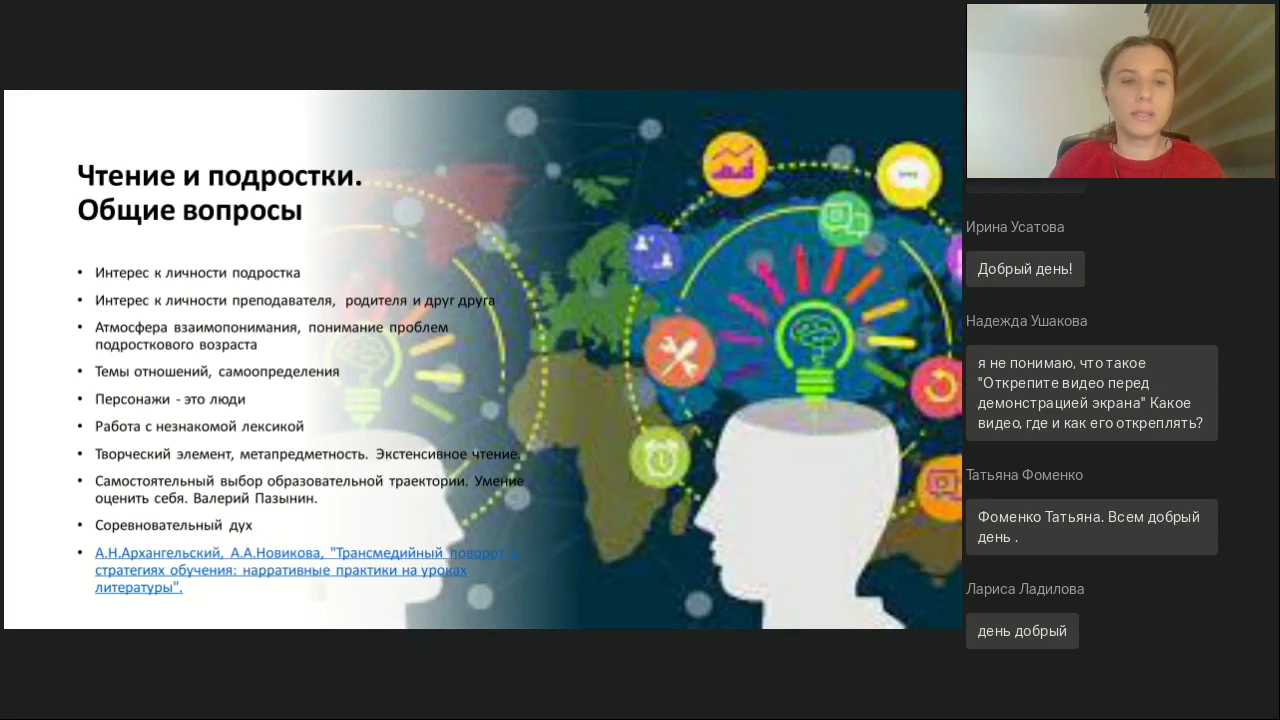 Чтение и подростки.
Общие вопросы
• Интерес к личности подростка
• Интерес к личности преподавателя, родителя и друг друга
• Атмосфера взаимопонимания, понимание проблем
подросткового возраста
• Темы отношений, самоопределения
• Персонажи - это люди
• Работа с незнакомой лексикой
• Творческий элемент, метапредметность. Экстенсивное чтение.
• Самостоятельный выбор образовательной траектории. Умение
оценить себя. Валерий Пазынин.
• Соревновательный дух
• А.Н.Архангельский, А.А.Новикова, "Трансмедийный поворот в
стратегиях обучения: нарративные практики на уроках
литературы".
Ирина Усатова
Добрый день!
Надежда Ушакова
я не понимаю, что такое
"Открепите видео перед
демонстрацией экрана" Какое
видео, где и как его откреплять?
Татьяна Фоменко
Фоменко Татьяна. Всем добрый
день .
Лариса Ладилова
день добрый